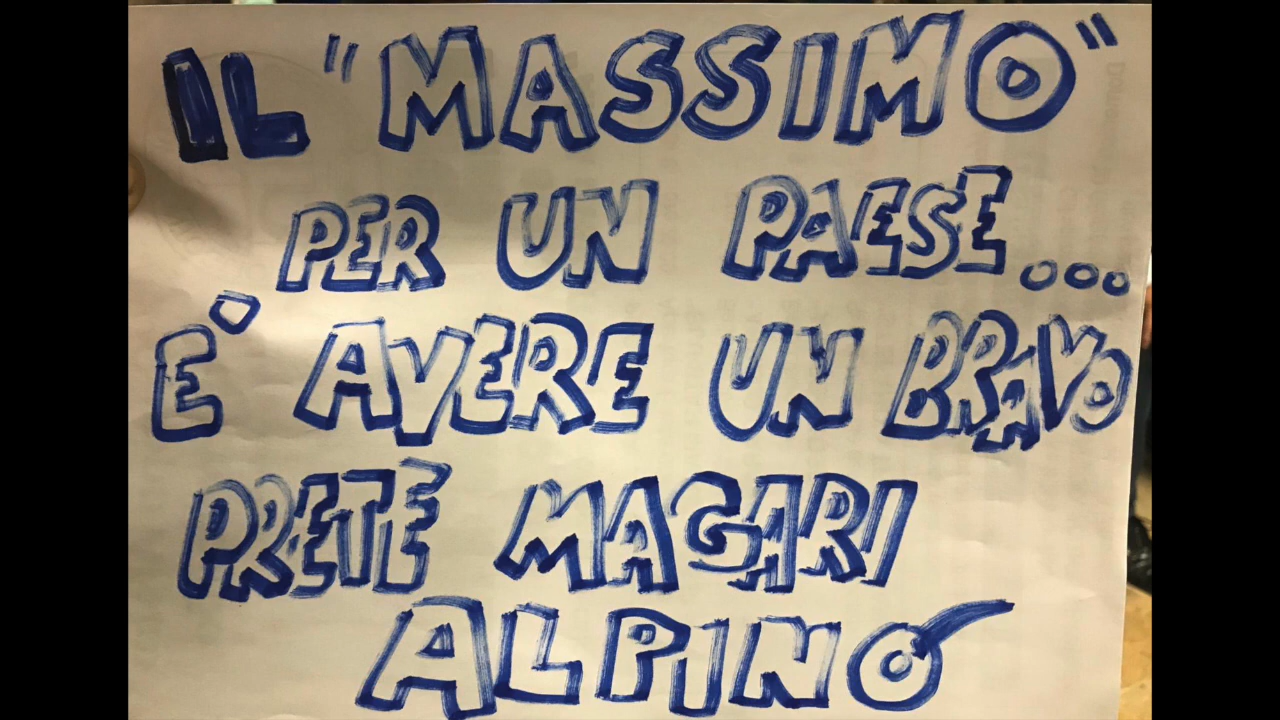 IL "MASSIMO"
PER UN PAESE...
E' AVERE UN BRAVO
PRETE MAGARI
ALPINO